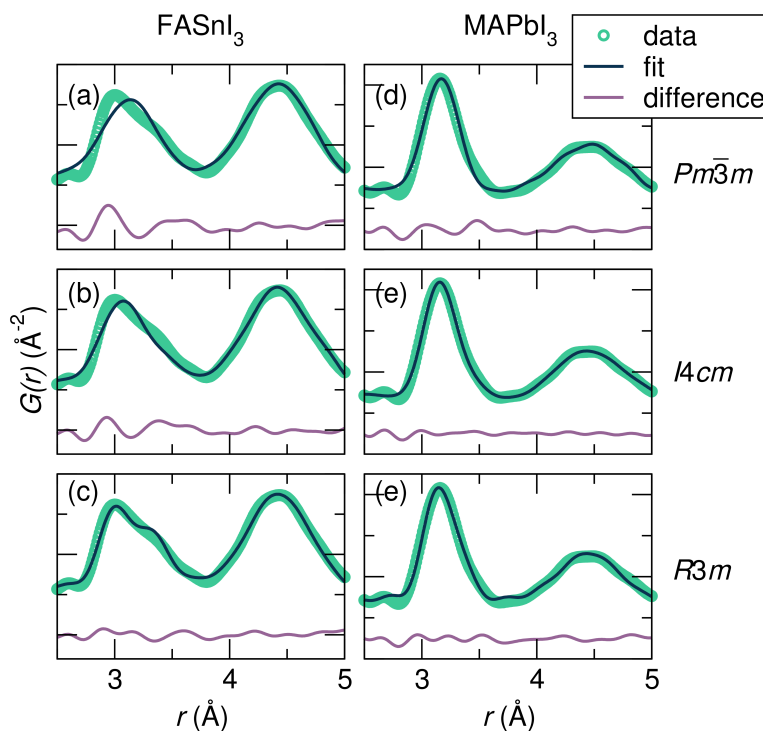 FASnI3
MAPbI3
data
fit
difference
(a)
(d)
Pm3̄m
(b)
(e)
I4cm
G(r) (Å-2)
(c)
(e)
R3m
3
4
5
3
4
5
r (Å)
r (Å)